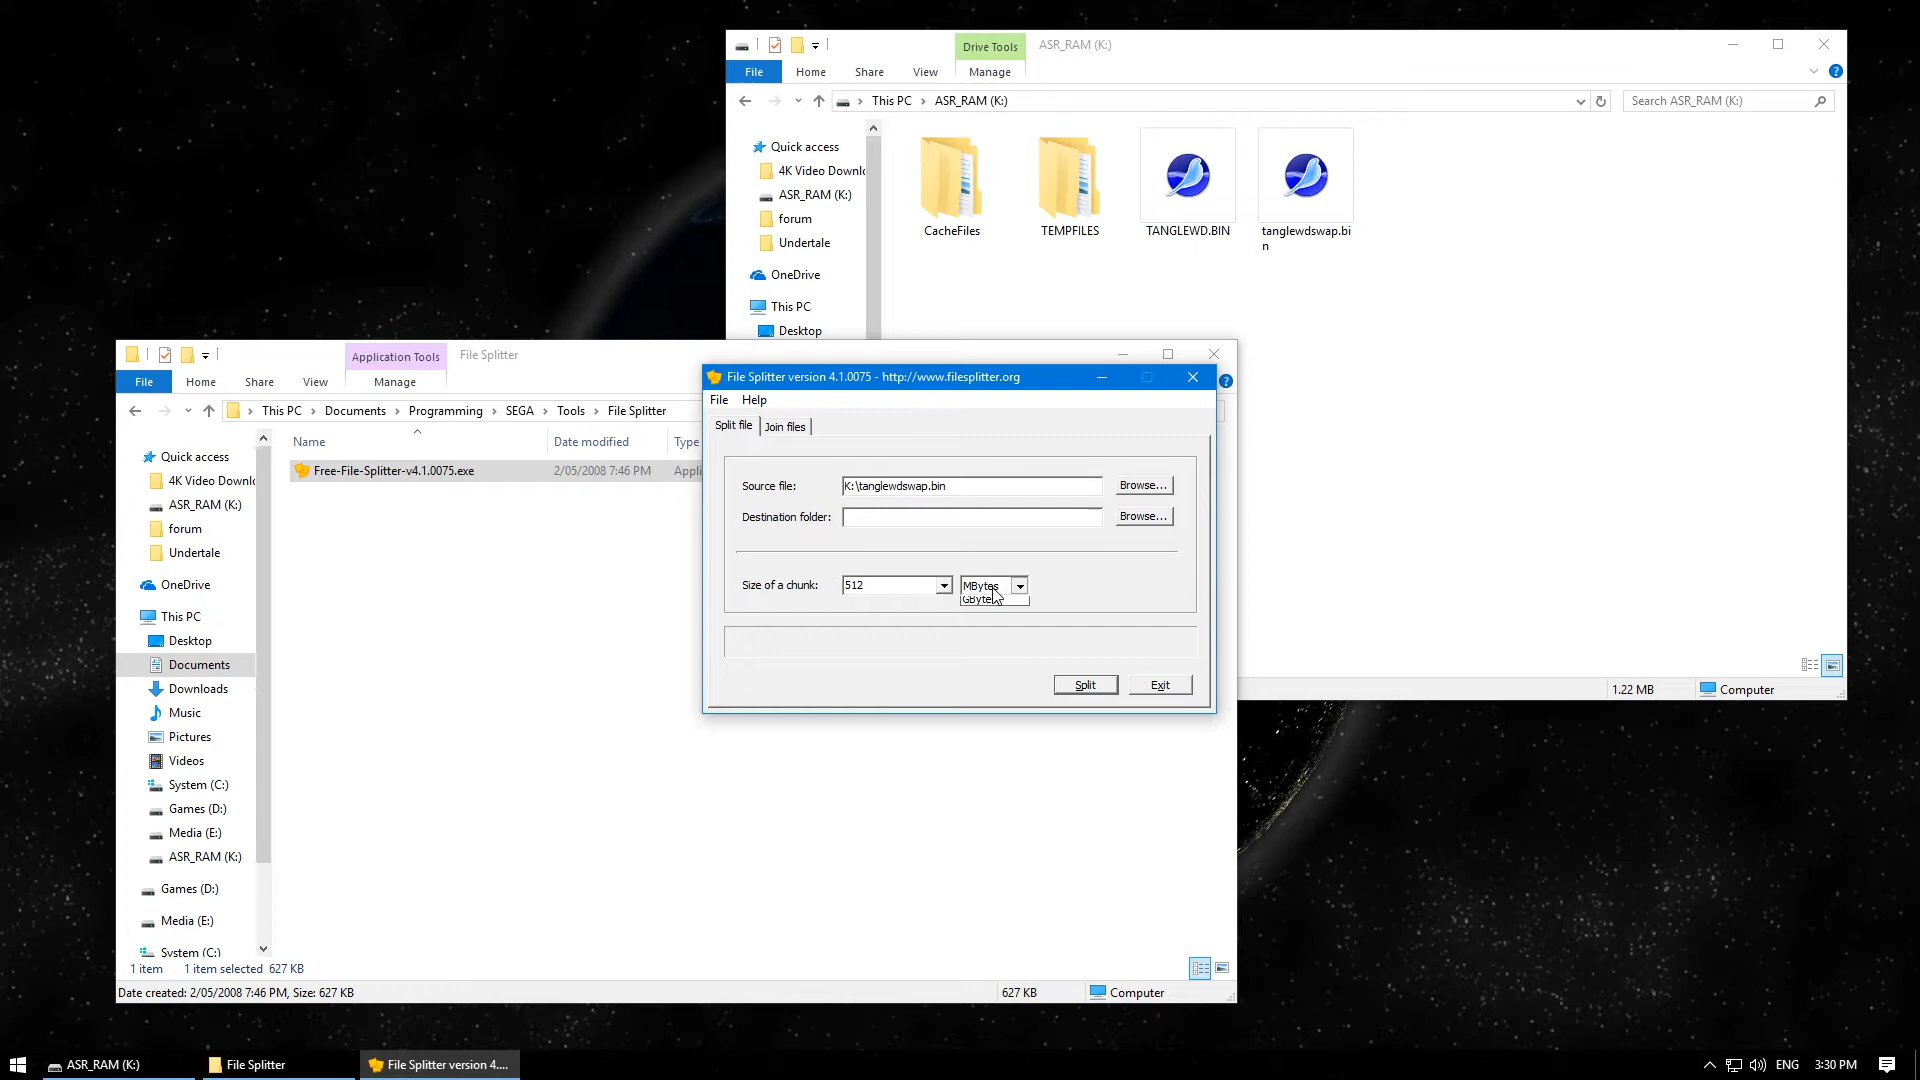 Drive Tools
ASR_RAM (K:)
File
Home
Share
View
Manage
This PC
ASR_RAM (K:)
Search ASR_RAM (K:)
Quick access
4K Video Downlo
ASR_RAM (K:)
forum
Undertale
OneDrive
This PC
Desktop
CacheFiles
TEMPFILES
TANGLEWD.BIN
tanglewdswap.bi
n
1.22 MB
Computer
Application Tools
File Splitter
File
Home
Share
View
Manage
This PC
Documents
Programming
SEGA
Tools
File Splitter
Name
Date modified
Type
Free-File-Splitter-v4.1.0075.exe
2/05/2008 7:46 PM
Appli
Quick access
4K Video Downlo
ASR_RAM (K:)
forum
Undertale
OneDrive
This PC
Desktop
Documents
Downloads
Music
Pictures
Videos
System (C:)
Games (D:)
Media (E:)
ASR_RAM (K:)
Games (D:)
Media (E:)
System (C:)
1 item
1 item selected 627 KB
Date created: 2/05/2008 7:46 PM, Size: 627 KB
627 KB
Computer
File Splitter version 4.1.0075 - http://www.filesplitter.org
File
Help
Split file
Join files
Source file:
K:\tanglewdswap.bin
Browse...
Destination folder:
Browse...
Size of a chunk:
512
MBytes
Split
Exit
ASR_RAM (K:)
File Splitter
File Splitter version 4....
ENG
3:30 PM